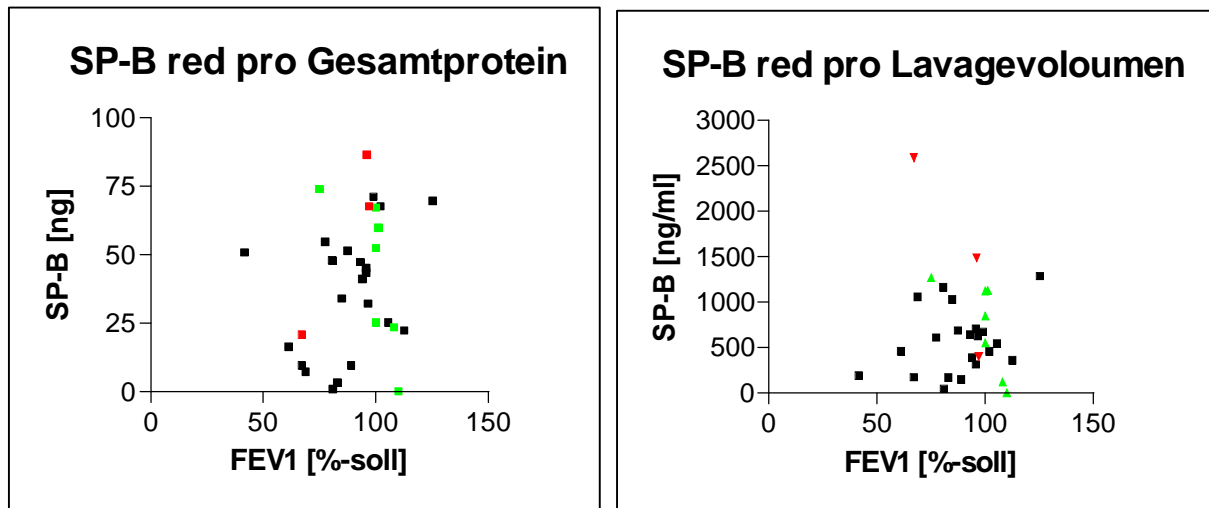 SP-B red pro Gesamtprotein
100
75
50
25
0
SP-B [ng]
0 50 100 150
FEV1 [%-soll]
SP-B red pro Lavagevoloumen
3000
2500
2000
1500
1000
500
0
SP-B [ng/ml]
0 50 100 150
FEV1 [%-soll]